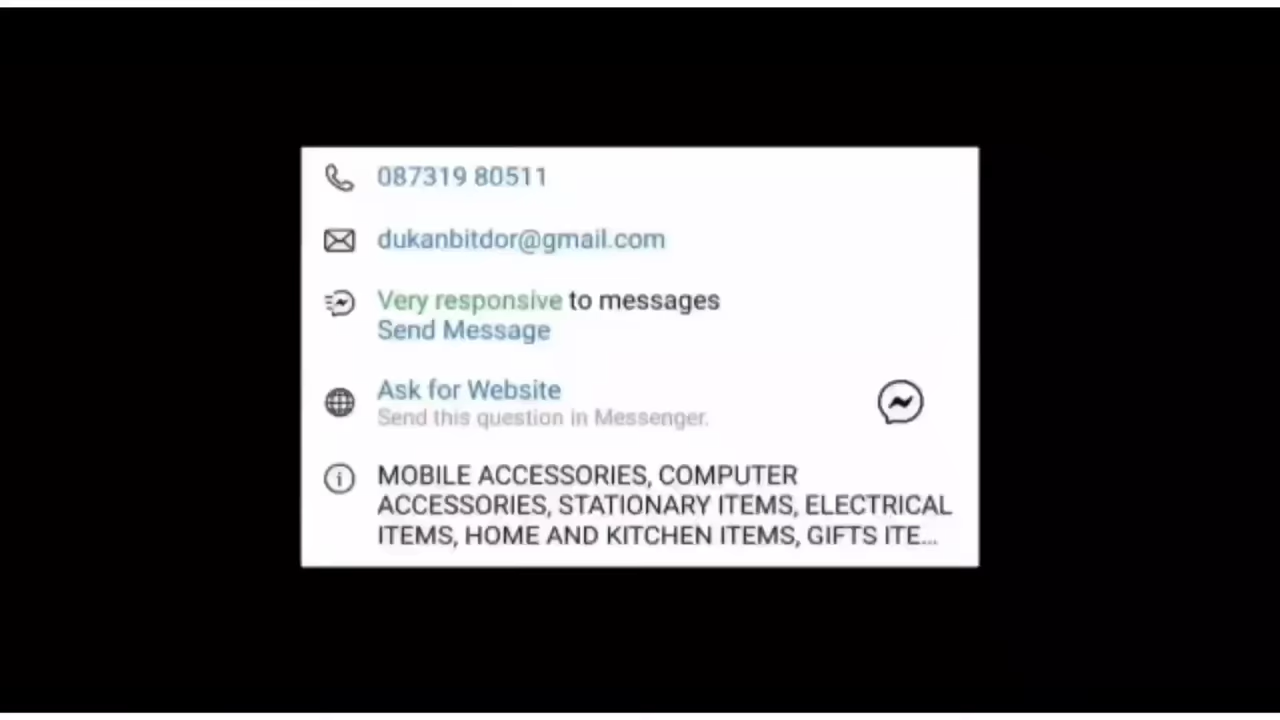 087319 80511
dukanbitdor@gmail.com
Very responsive to messages
Send Message
Ask for Website
Send this question in Messenger.
MOBILE ACCESSORIES, COMPUTER
ACCESSORIES, STATIONARY ITEMS, ELECTRICAL
ITEMS, HOME AND KITCHEN ITEMS, GIFTS ITE...